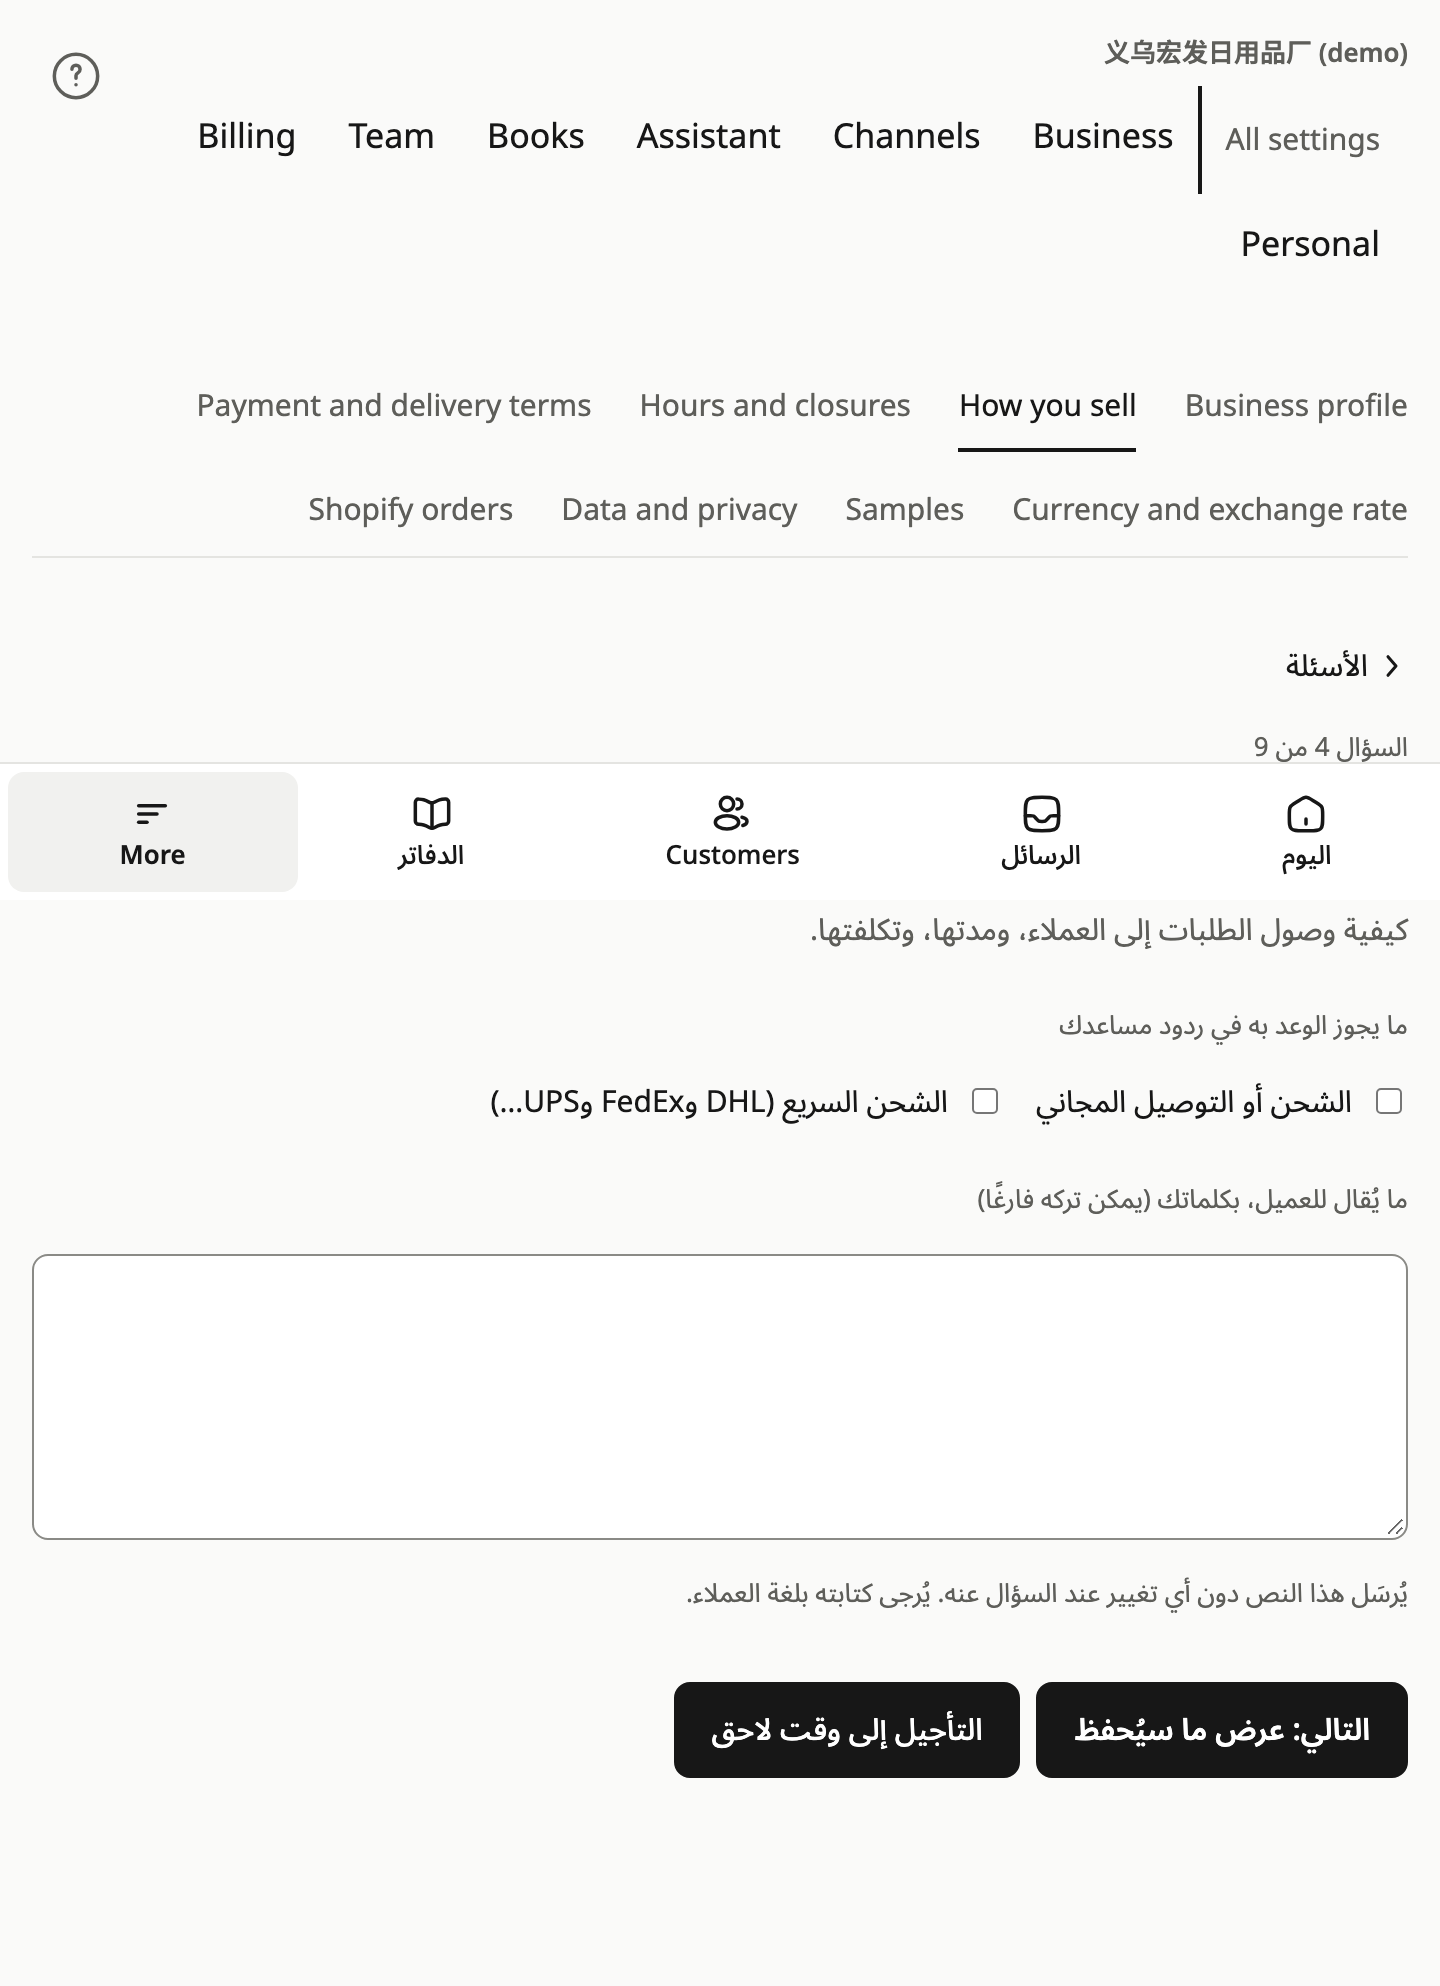 义乌宏发日用品厂 (demo)
All settings Business Channels Assistant Books Team Billing
Personal
Business profile How you sell Hours and closures Payment and delivery terms
Currency and exchange rate Samples Data and privacy Shopify orders
الأسئلة
السؤال 4 من 9
اليوم الرسائل Customers الدفاتر More
كيفية وصول الطلبات إلى العملاء، ومدتها، وتكلفتها.
ما يجوز الوعد به في ردود مساعدك
الشحن أو التوصيل المجاني الشحن السريع (DHL وFedEx وUPS...)
ما يُقال للعميل، بكلماتك (يمكن تركه فارغًا)
يُرسَل هذا النص دون أي تغيير عند السؤال عنه. يُرجى كتابته بلغة العملاء.
التالي: عرض ما سيُحفظ التأجيل إلى وقت لاحق